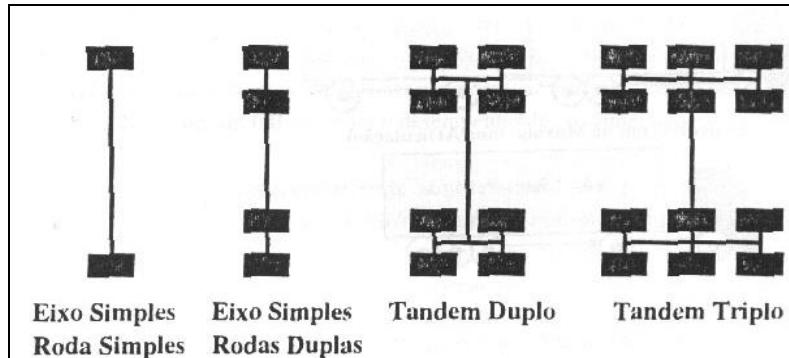 Eixo Simples
Roda Simples
Eixo Simples
Rodas Duplas
Tandem Duplo
Tandem Triplo